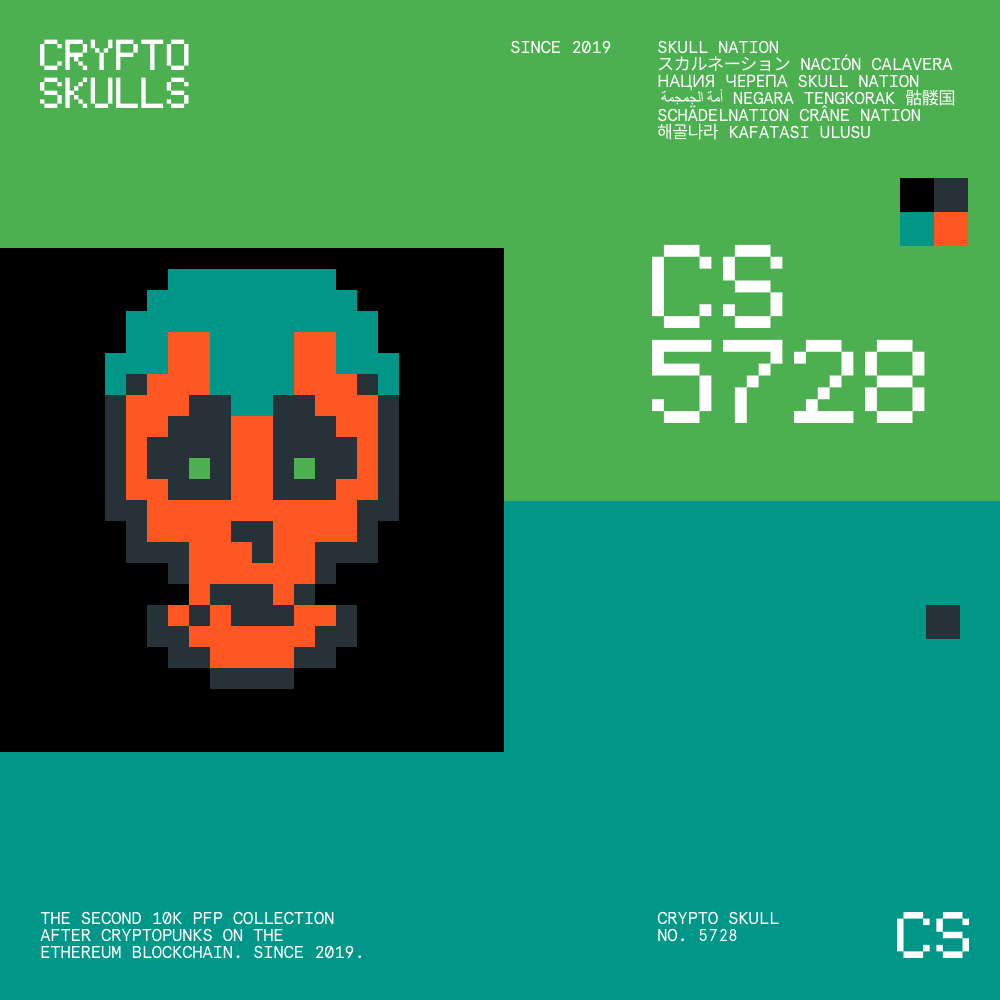 CRYPTO
SKULLS
SINCE 2019
SKULL NATION
スカルネーション NACIÓN CALAVERA
НАЦИЯ ЧЕРЕПА SKULL NATION
أمة الجمجمة NEGARA TENGKORAK 骷髅国
SCHÄDELNATION CRÂNE NATION
해골나라 KAFATASI ULUSU
CS
5728
THE SECOND 10K PFP COLLECTION
AFTER CRYPTOPUNKS ON THE
ETHEREUM BLOCKCHAIN. SINCE 2019.
CRYPTO SKULL
NO. 5728
CS